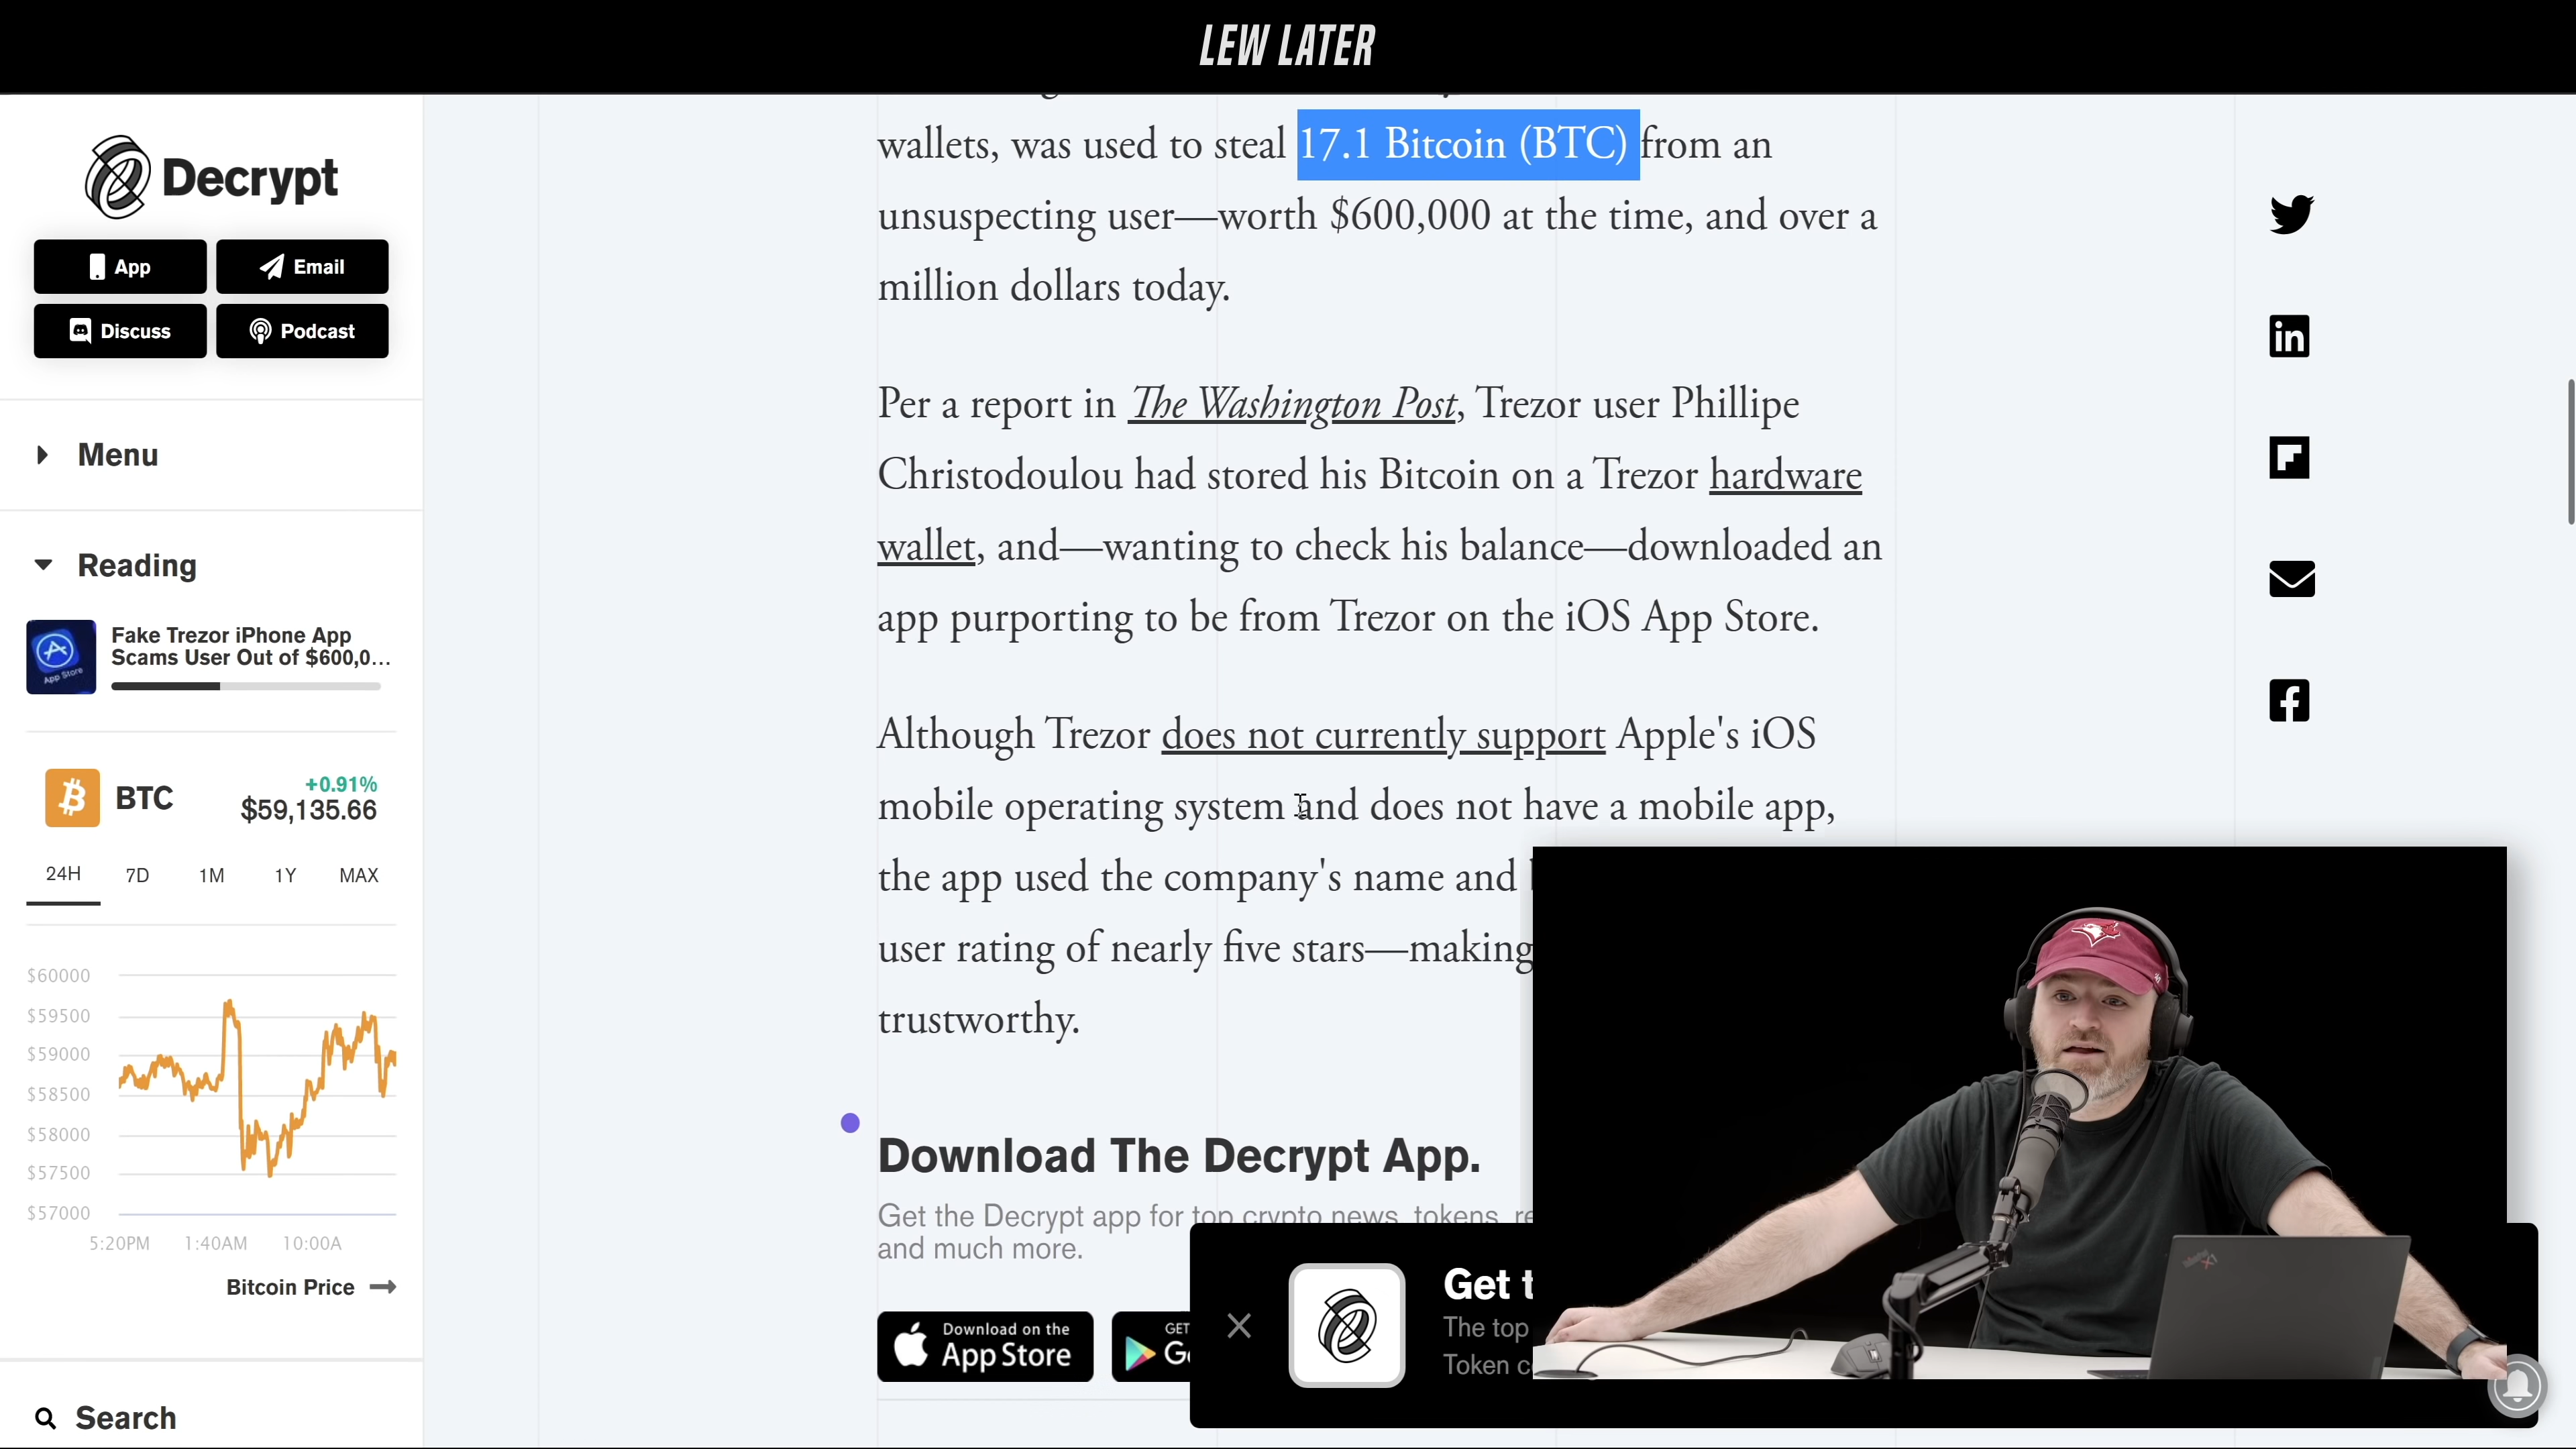 LEW LATER
Decrypt
App
Email
Discuss
Podcast
Menu
Reading
Fake Trezor iPhone App
Scams User Out of $600,0...
BTC
+0.91%
$59,135.66
24H 7D 1M 1Y MAX
$60000
$59500
$59000
$58500
$58000
$57500
$57000
5:20PM 1:40AM 10:00A
Bitcoin Price
Search
wallets, was used to steal 17.1 Bitcoin (BTC) from an
unsuspecting user—worth $600,000 at the time, and over a
million dollars today.
Per a report in The Washington Post, Trezor user Phillipe
Christodoulou had stored his Bitcoin on a Trezor hardware
wallet, and—wanting to check his balance—downloaded an
app purporting to be from Trezor on the iOS App Store.
Although Trezor does not currently support Apple's iOS
mobile operating system and does not have a mobile app,
the app used the company's name and
user rating of nearly five stars—making
trustworthy.
Download The Decrypt App.
Get the Decrypt app for top crypto news, tokens,
and much more.
Download on the
App Store
GET
Get
The top
Token